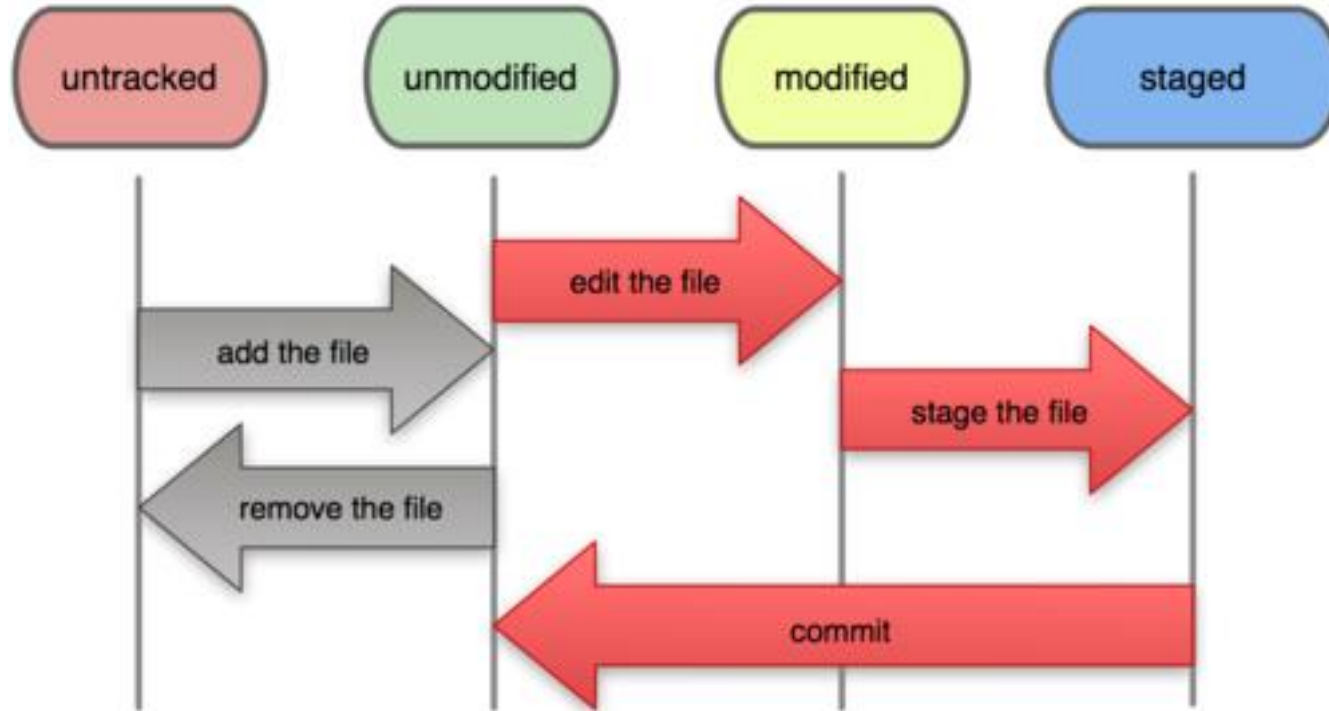 untracked
unmodified
modified
staged
edit the file
add the file
stage the file
remove the file
commit